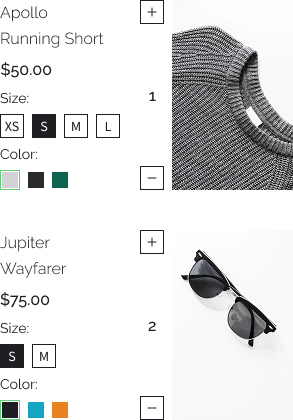 Apollo
Running Short
$50.00
Size:
XS S M L
Color:
+
1
−
Jupiter
Wayfarer
$75.00
Size:
S M
Color:
+
2
−